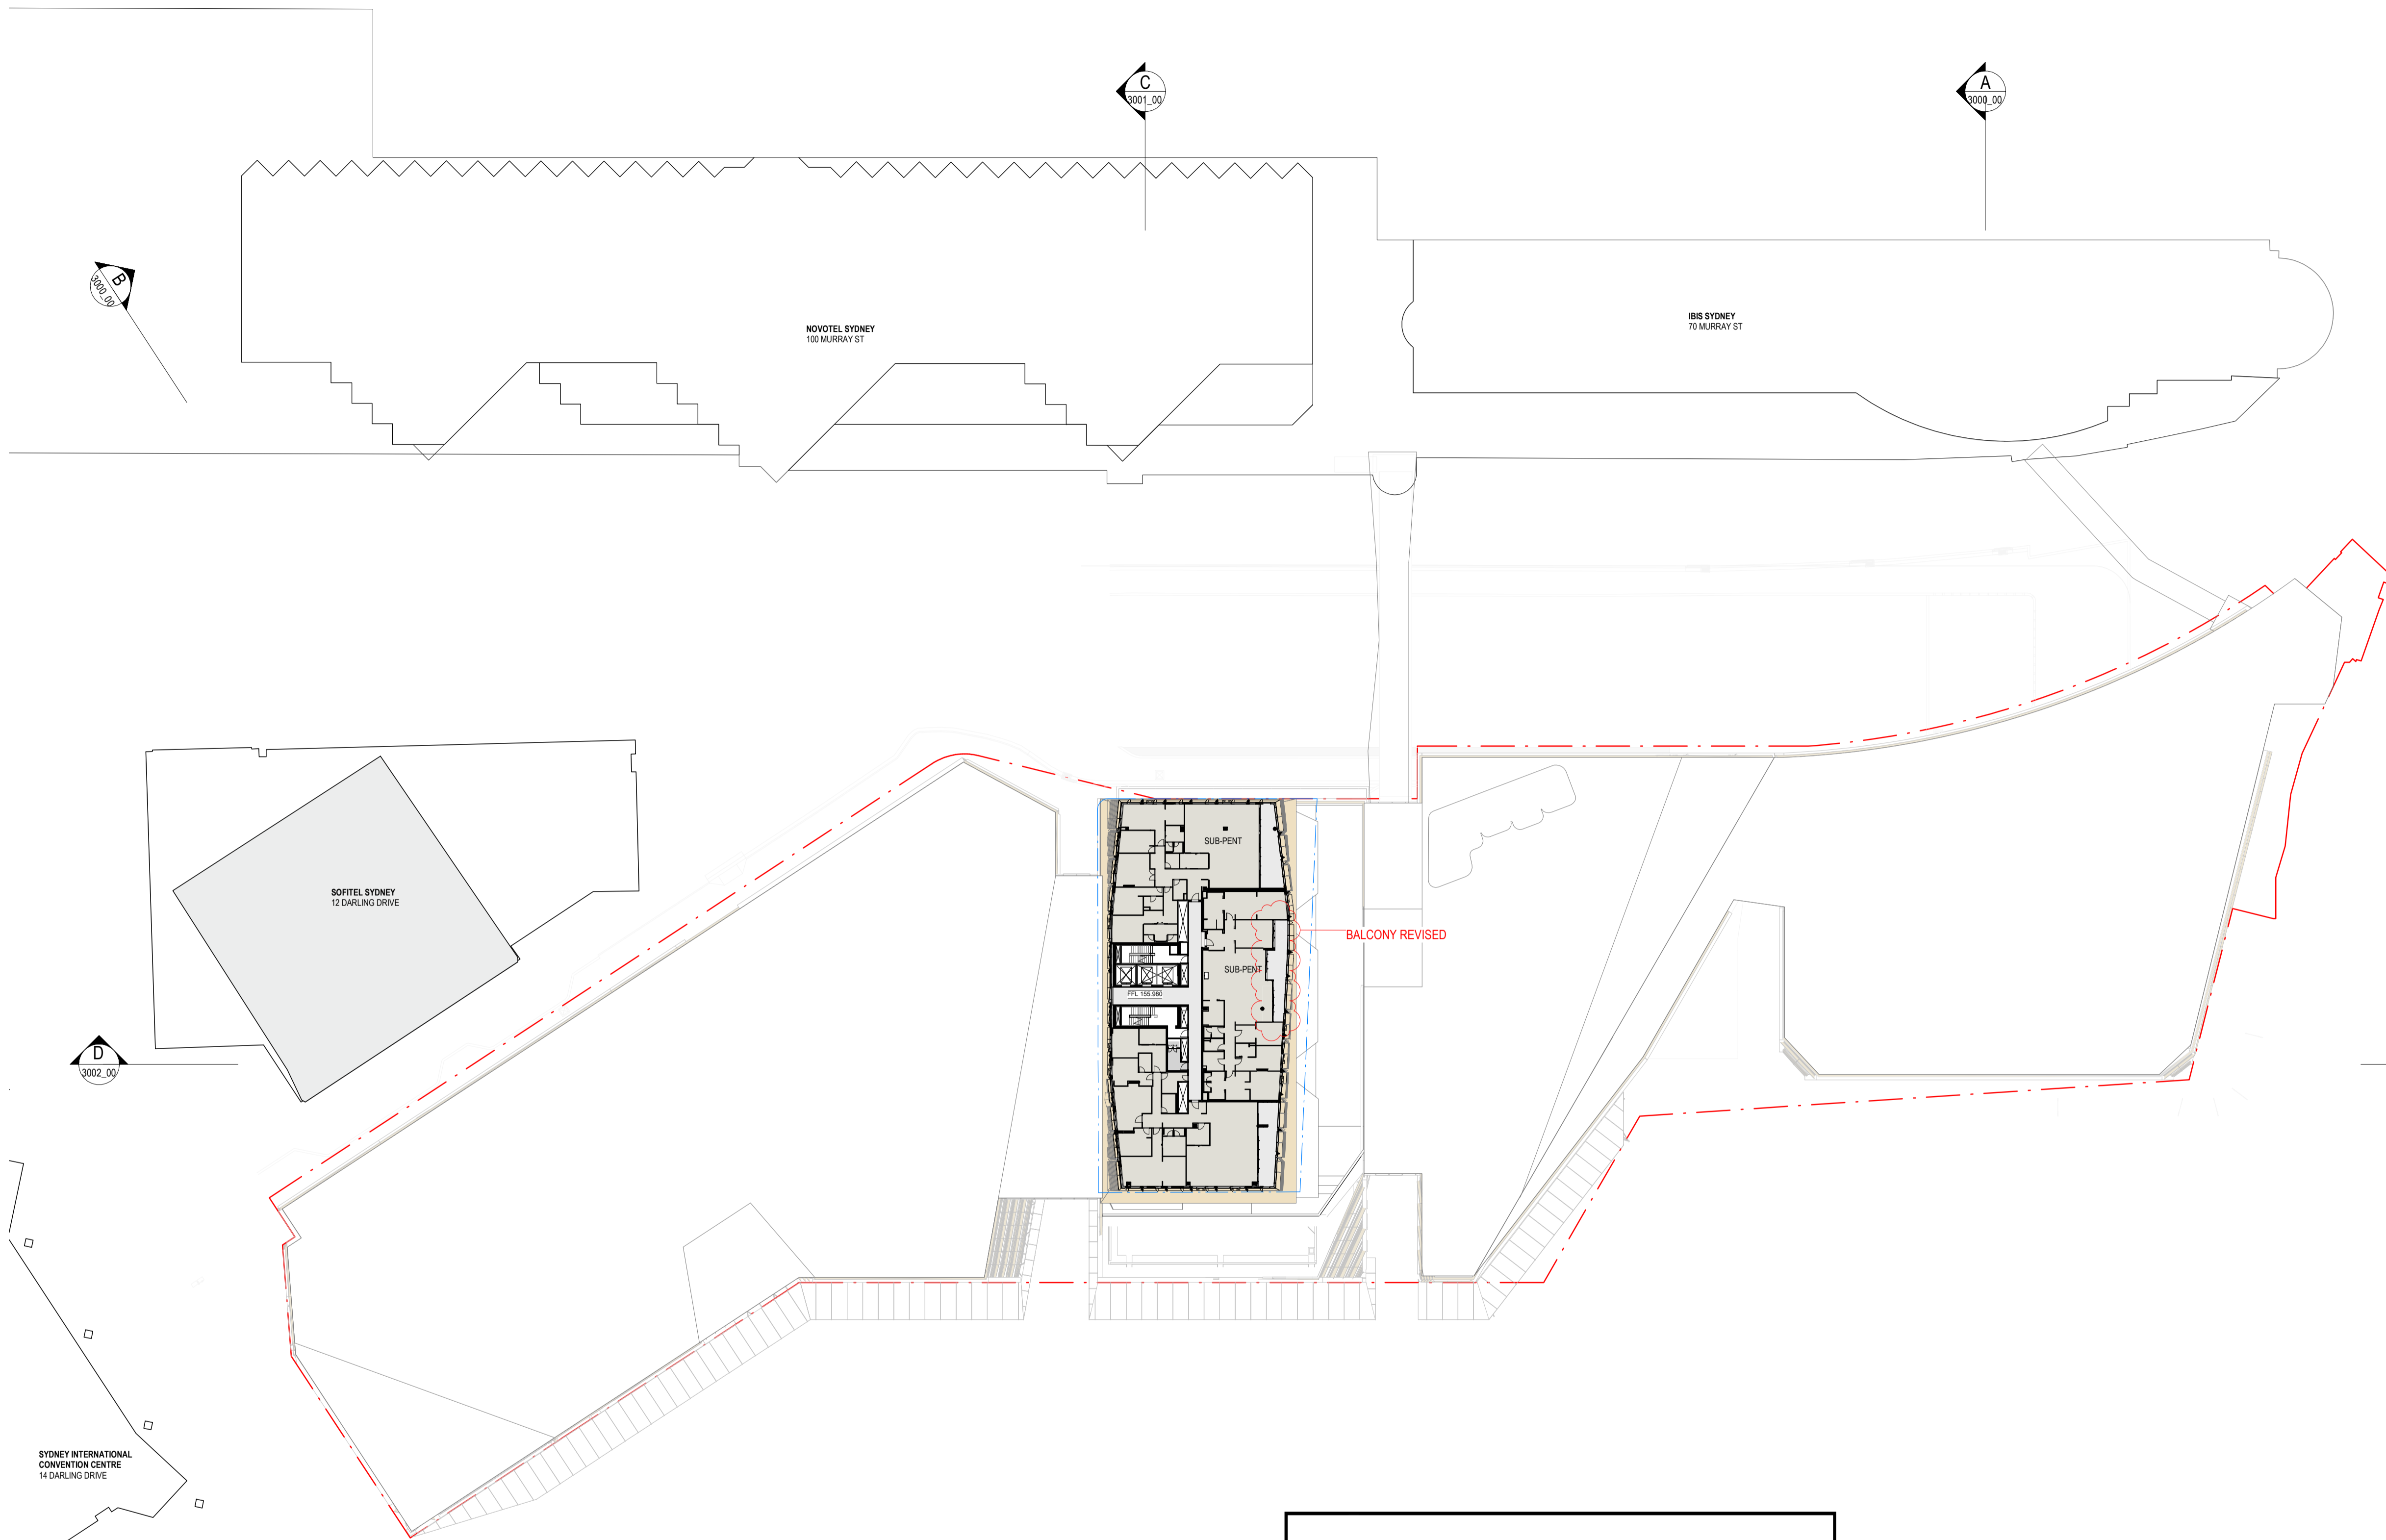 C
3001_00
A
3000_00
B
3000_00
NOVOTEL SYDNEY
100 MURRAY ST
IBIS SYDNEY
70 MURRAY ST
SUB-PENT
SOFITEL SYDNEY
12 DARLING DRIVE
BALCONY REVISED
SUB-PENT
FFL 155.980
D
3002_00
SYDNEY INTERNATIONAL
CONVENTION CENTRE
14 DARLING DRIVE